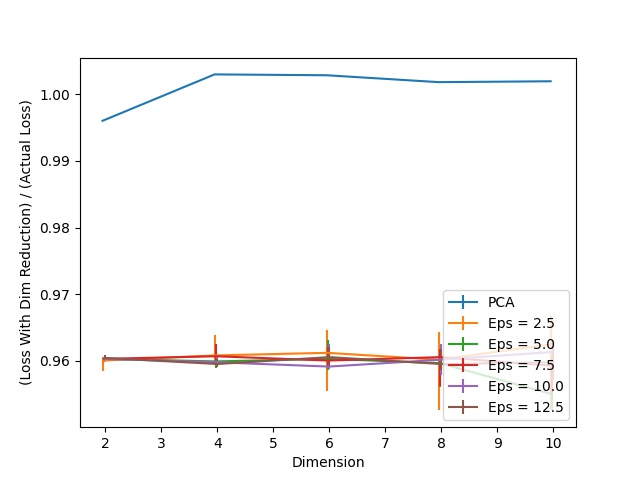 (Loss With Dim Reduction) / (Actual Loss)
1.00
0.99
0.98
0.97
0.96
PCA
Eps = 2.5
Eps = 5.0
Eps = 7.5
Eps = 10.0
Eps = 12.5
2 3 4 5 6 7 8 9 10
Dimension